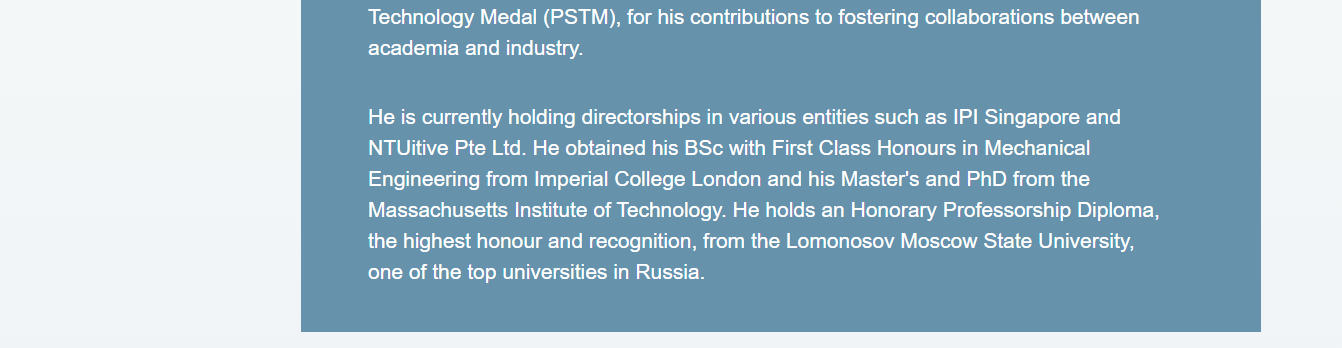 Technology Medal (PSTM), for his contributions to fostering collaborations between
academia and industry.
He is currently holding directorships in various entities such as IPI Singapore and
NTUitive Pte Ltd. He obtained his BSc with First Class Honours in Mechanical
Engineering from Imperial College London and his Master's and PhD from the
Massachusetts Institute of Technology. He holds an Honorary Professorship Diploma,
the highest honour and recognition, from the Lomonosov Moscow State University,
one of the top universities in Russia.